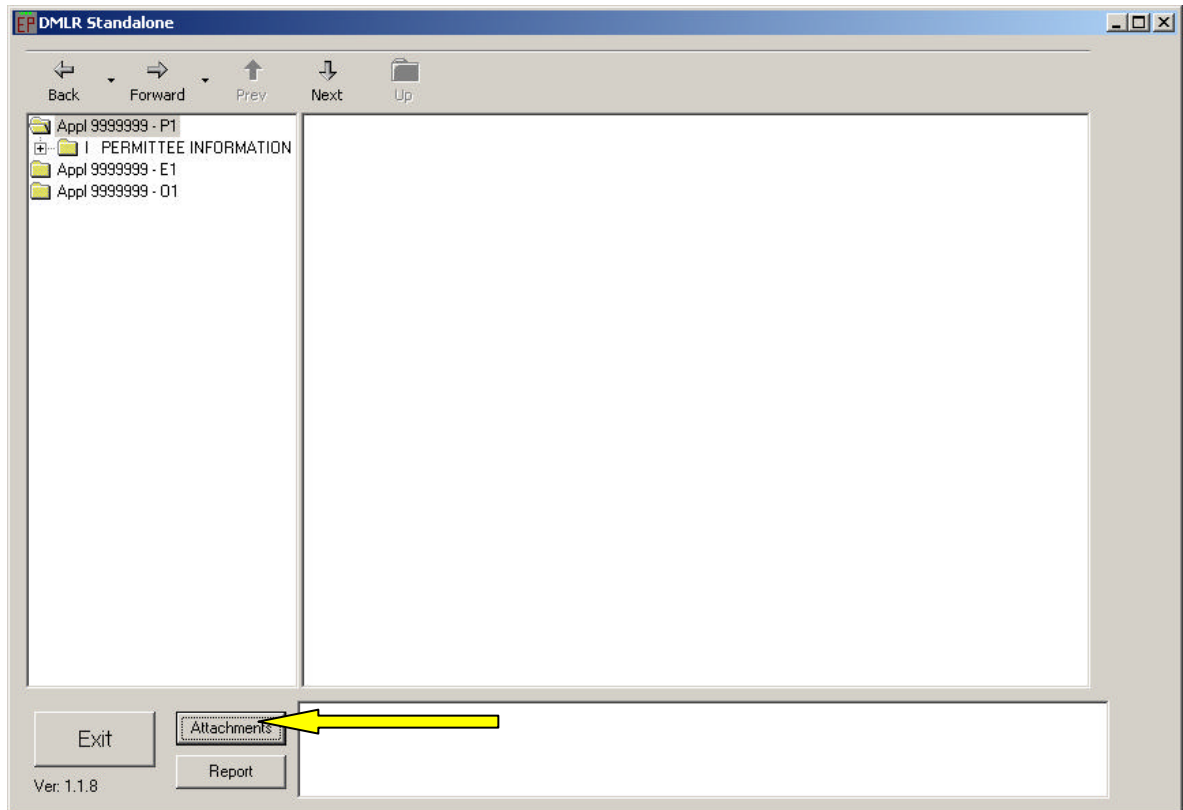 EP DMLR Standalone
Back Forward Prev Next Up
Appl 9999999 - P1
I PERMITTEE INFORMATION
Appl 9999999 - E1
Appl 9999999 - O1
Exit
Attachments
Report
Ver: 1.1.8